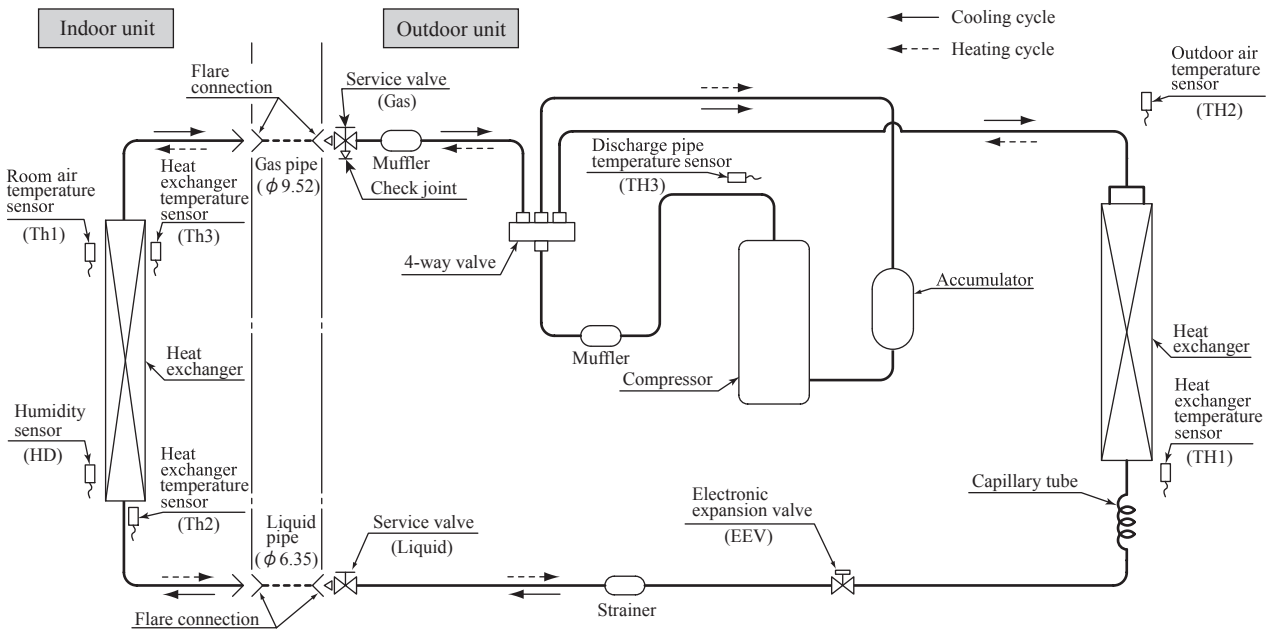 Indoor unit
Outdoor unit
Cooling cycle
Heating cycle
Flare
connection
Service valve
(Gas)
Outdoor air
temperature
sensor
(TH2)
Gas pipe
(ϕ9.52)
Muffler
Check joint
Discharge pipe
temperature sensor
(TH3)
Room air
temperature
sensor
(Th1)
Heat
exchanger
temperature
sensor
(Th3)
4-way valve
Accumulator
Muffler
Compressor
Heat
exchanger
Heat
exchanger
Humidity
sensor
(HD)
Heat
exchanger
temperature
sensor
(TH1)
Heat
exchanger
temperature
sensor
(Th2)
Capillary tube
Liquid
pipe
(ϕ6.35)
Service valve
(Liquid)
Electronic
expansion valve
(EEV)
Strainer
Flare connection